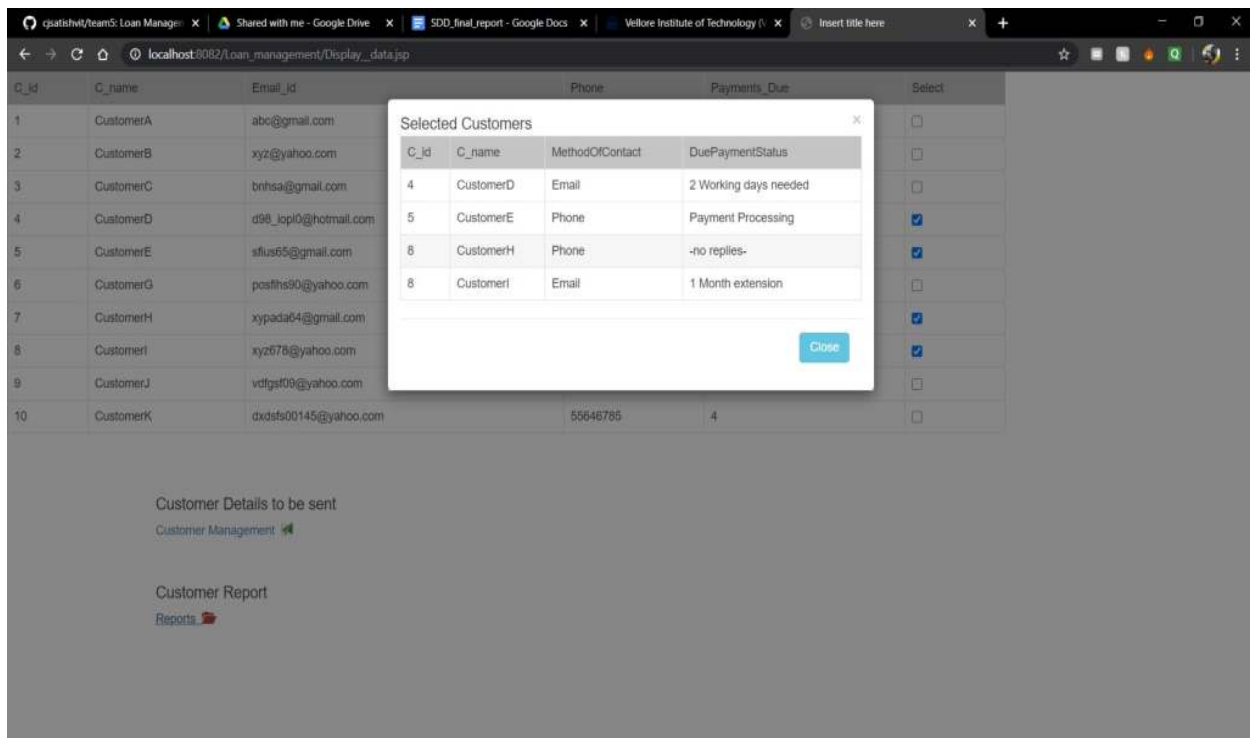 cjsatishvit/team5: Loan Manager Shared with me - Google Drive SDD_final_report - Google Docs Vellore Institute of Technology (V Insert title here
localhost:8082/Loan_management/Display_data.jsp
C_id C_name Email_id Phone Payments_Due Select
1 CustomerA abc@gmail.com
2 CustomerB xyz@yahoo.com
3 CustomerC bnhsa@gmail.com
4 CustomerD d98_iopl0@hotmail.com
5 CustomerE sfius65@gmail.com
6 CustomerG posfihs90@yahoo.com
7 CustomerH xypada64@gmail.com
8 CustomerI xyz678@yahoo.com
9 CustomerJ vdfgsf09@yahoo.com
10 CustomerK dxdsfs00145@yahoo.com 55646785 4
Selected Customers
C_id C_name MethodOfContact DuePaymentStatus
4 CustomerD Email 2 Working days needed
5 CustomerE Phone Payment Processing
8 CustomerH Phone -no replies-
8 CustomerI Email 1 Month extension
Close
Customer Details to be sent
Customer Management
Customer Report
Reports